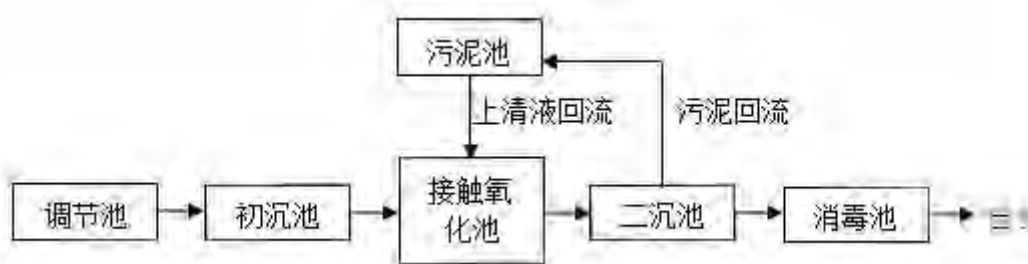 污泥池
上清液回流
污泥回流
调节池
初沉池
接触氧
化池
二沉池
消毒池